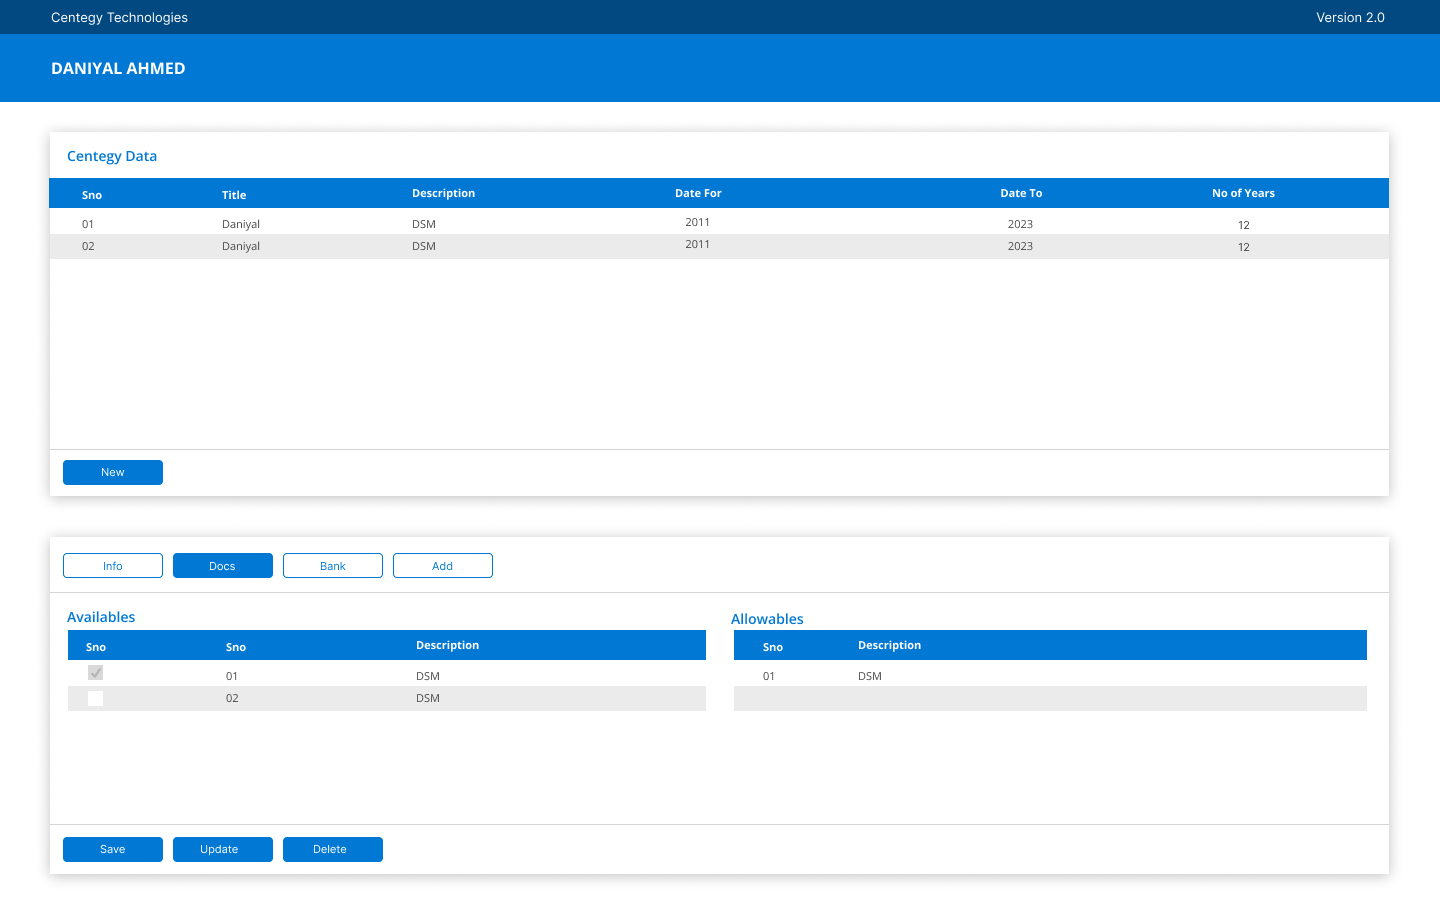 Centegy Technologies Version 2.0
DANIYAL AHMED
Centegy Data
Sno Title Description Date For Date To No of Years
01 Daniyal DSM 2011 2023 12
02 Daniyal DSM 2011 2023 12
New
Info Docs Bank Add
Availables
Sno Sno Description
01 DSM
02 DSM
Allowables
Sno Description
01 DSM
Save Update Delete